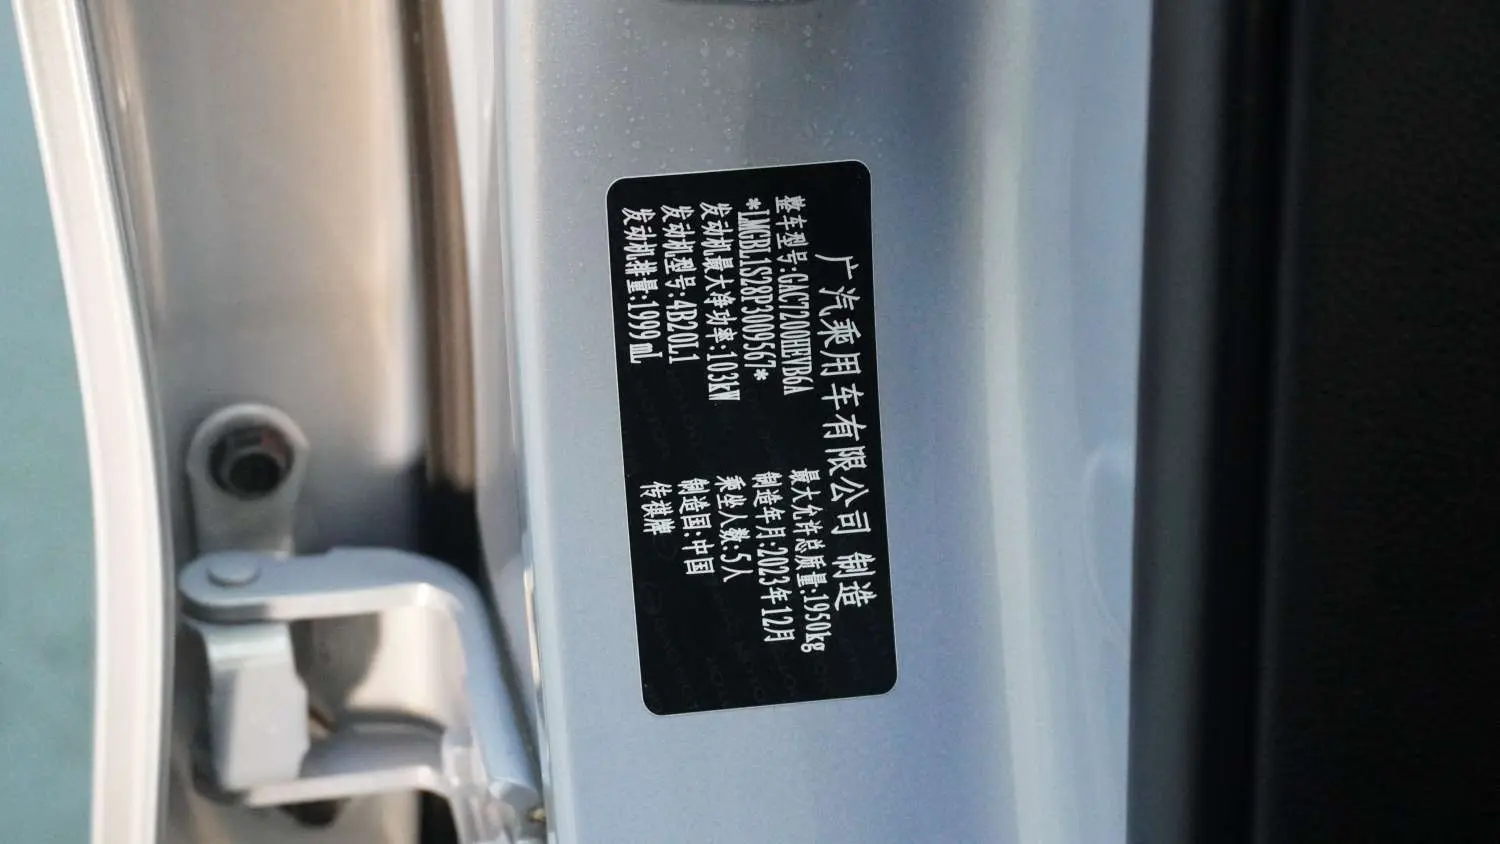 广汽乘用车有限公司 制造
整车型号:GAC7200HEVB6A
最大允许总质量:1950kg
*LMGBL1S28P3009567*
制造年月:2023年12月
发动机最大净功率:103kW
乘坐人数:5人
发动机型号:4B20L1
制造国:中国
发动机排量:1999mL
传祺牌